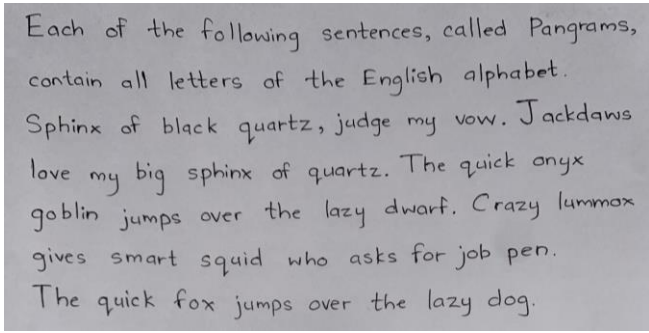 Each of the following sentences, called Pangrams,
contain all letters of the English alphabet.
Sphinx of black quartz, judge my vow. Jackdaws
love my big sphinx of quartz. The quick onyx
goblin jumps over the lazy dwarf. Crazy lummox
gives smart squid who asks for job pen.
The quick fox jumps over the lazy dog.